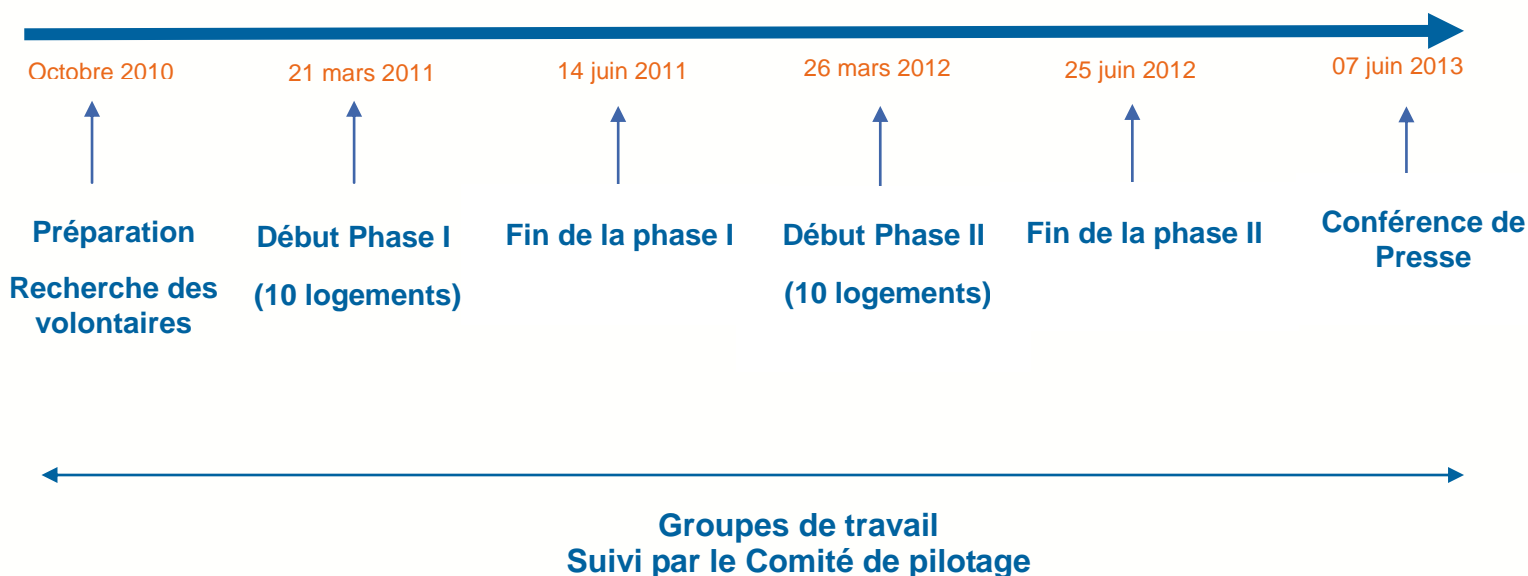 Octobre 2010
21 mars 2011
14 juin 2011
26 mars 2012
25 juin 2012
07 juin 2013
Préparation
Recherche des
volontaires
Début Phase I
(10 logements)
Fin de la phase I
Début Phase II
(10 logements)
Fin de la phase II
Conférence de
Presse
Groupes de travail
Suivi par le Comité de pilotage